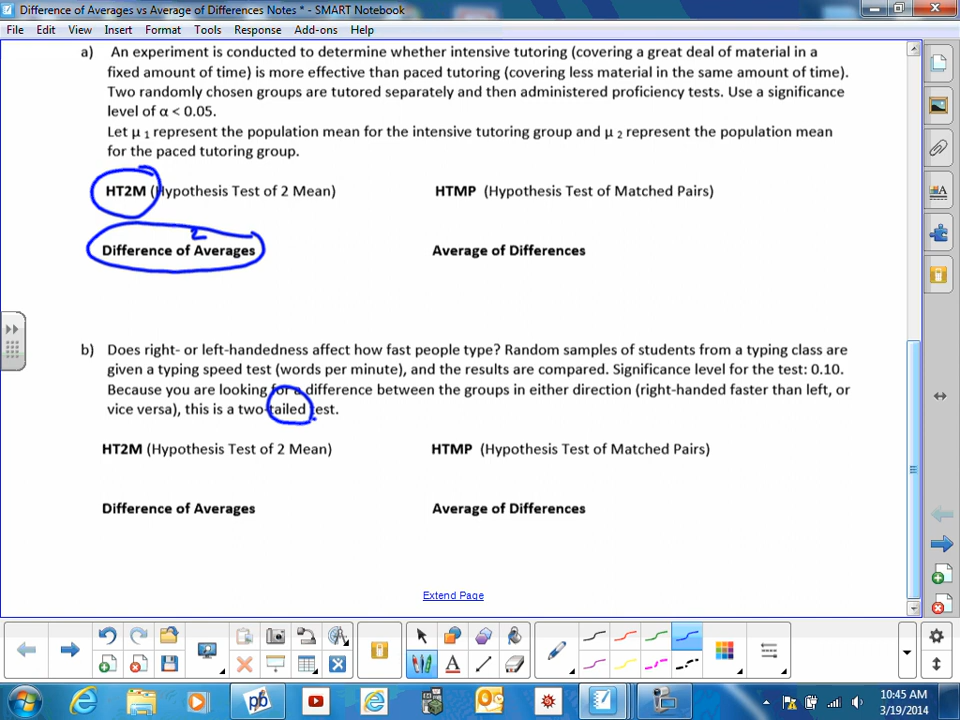 Difference of Averages vs Average of Differences Notes * - SMART Notebook
File Edit View Insert Format Tools Response Add-ons Help
a) An experiment is conducted to determine whether intensive tutoring (covering a great deal of material in a
fixed amount of time) is more effective than paced tutoring (covering less material in the same amount of time).
Two randomly chosen groups are tutored separately and then administered proficiency tests. Use a significance
level of α < 0.05.
Let μ 1 represent the population mean for the intensive tutoring group and μ 2 represent the population mean
for the paced tutoring group.
HT2M (Hypothesis Test of 2 Mean) HTMP (Hypothesis Test of Matched Pairs)
2
Difference of Averages Average of Differences
b) Does right- or left-handedness affect how fast people type? Random samples of students from a typing class are
given a typing speed test (words per minute), and the results are compared. Significance level for the test: 0.10.
Because you are looking for a difference between the groups in either direction (right-handed faster than left, or
vice versa), this is a two-tailed test.
HT2M (Hypothesis Test of 2 Mean) HTMP (Hypothesis Test of Matched Pairs)
Difference of Averages Average of Differences
Extend Page
A
pb
10:45 AM
3/19/2014